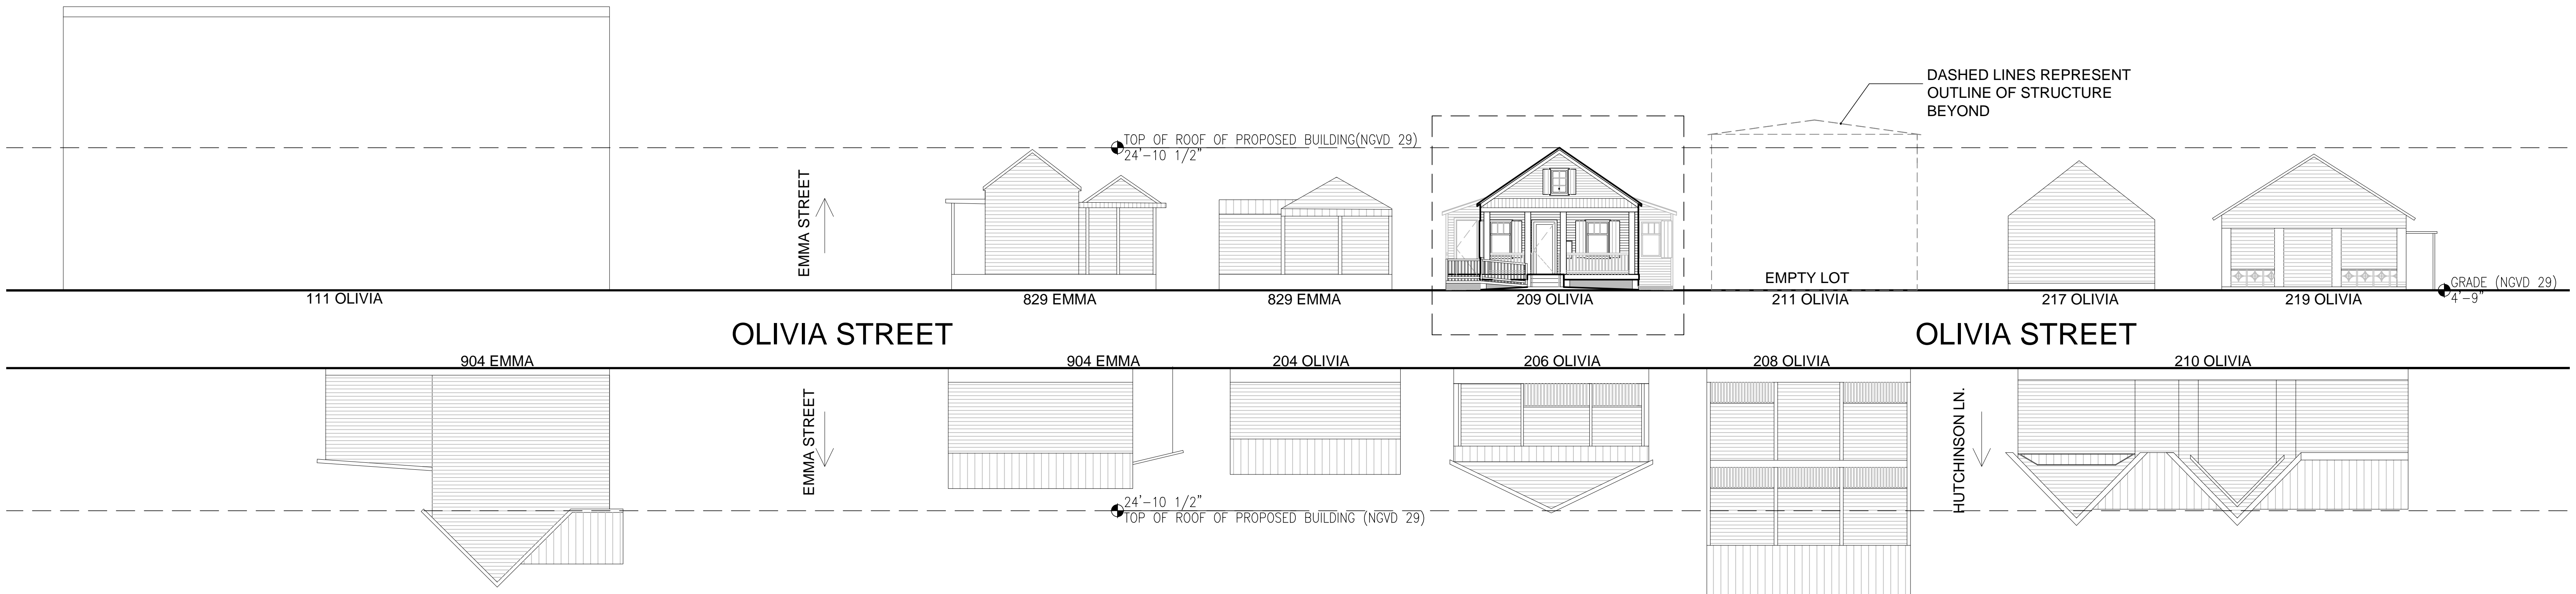 DASHED LINES REPRESENT
OUTLINE OF STRUCTURE
BEYOND
TOP OF ROOF OF PROPOSED BUILDING(NGVD 29)
24'-10 1/2"
EMMA STREET
EMPTY LOT
GRADE (NGVD 29)
4'-9"
111 OLIVIA
829 EMMA
829 EMMA
209 OLIVIA
211 OLIVIA
217 OLIVIA
219 OLIVIA
OLIVIA STREET
OLIVIA STREET
904 EMMA
904 EMMA
204 OLIVIA
206 OLIVIA
208 OLIVIA
210 OLIVIA
EMMA STREET
HUTCHINSON LN.
24'-10 1/2"
TOP OF ROOF OF PROPOSED BUILDING (NGVD 29)